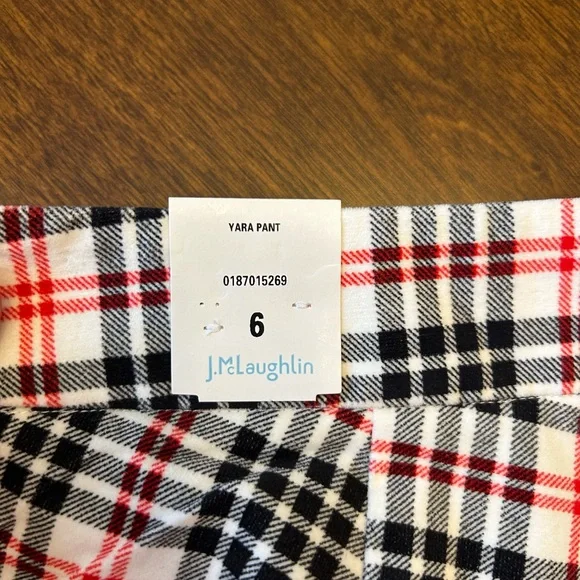 YARA PANT
0187015269
6
J.McLaughlin